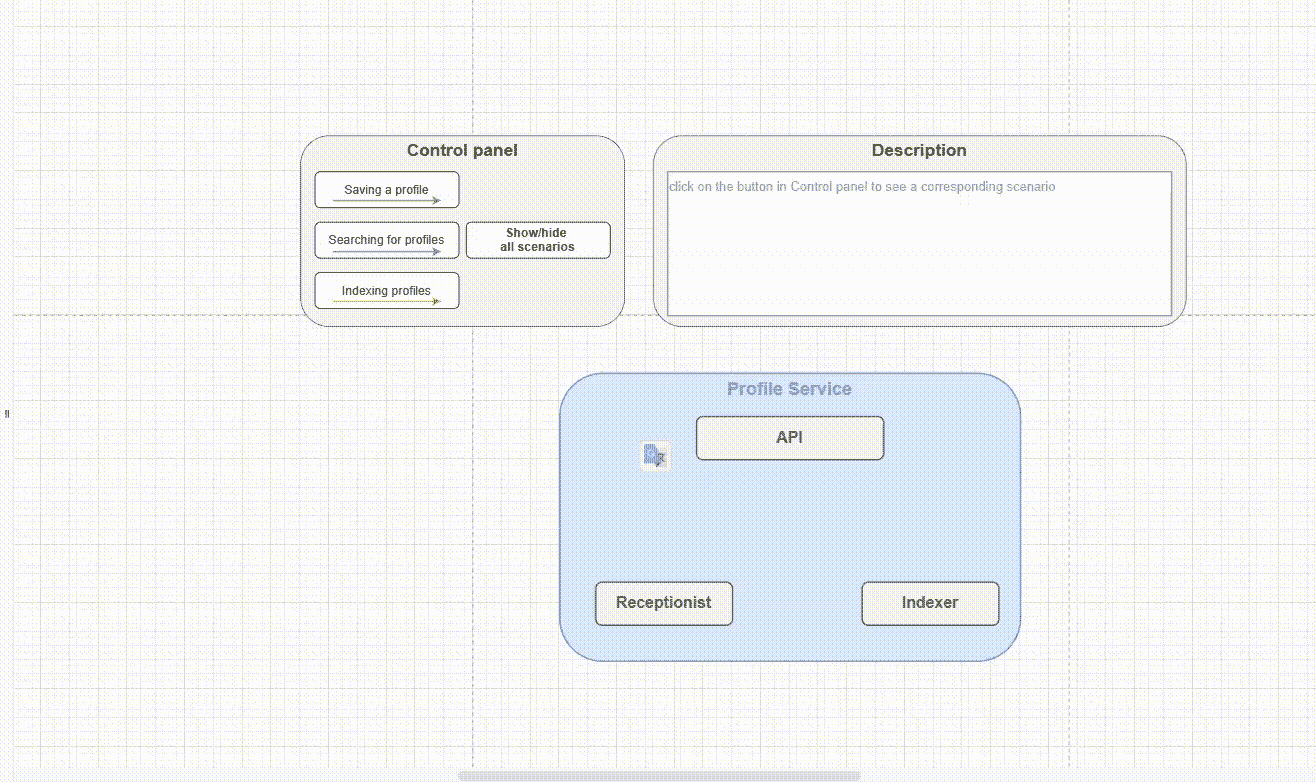 Control panel
Saving a profile
Searching for profiles
Show/hide
all scenarios
Indexing profiles
Description
click on the button in Control panel to see a corresponding scenario
Profile Service
API
Receptionist
Indexer